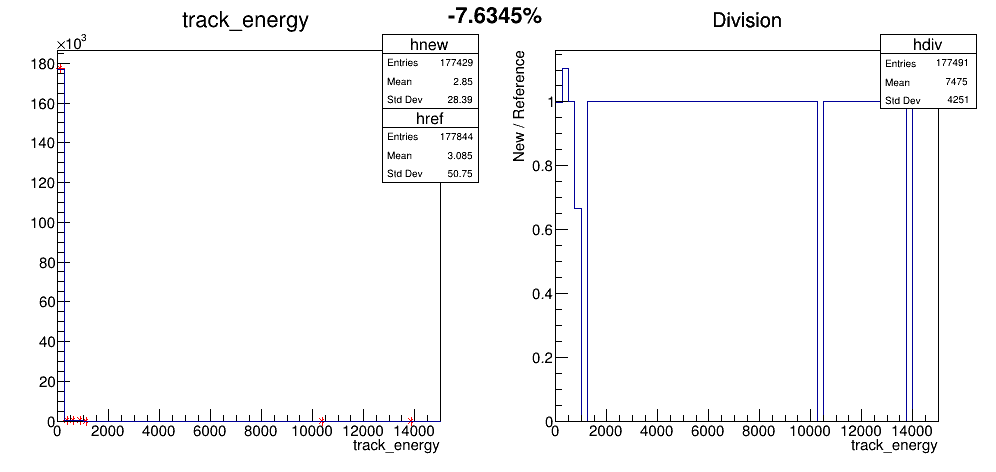 track_energy
-7.6345%
Division
×10³
hnew
Entries 177429
Mean 2.85
Std Dev 28.39
href
Entries 177844
Mean 3.085
Std Dev 50.75
180
160
140
120
100
80
60
40
20
0
0 2000 4000 6000 8000 10000 12000 14000
track_energy
hdiv
Entries 177491
Mean 7475
Std Dev 4251
New / Reference
1
0.8
0.6
0.4
0.2
0
0 2000 4000 6000 8000 10000 12000 14000
track_energy